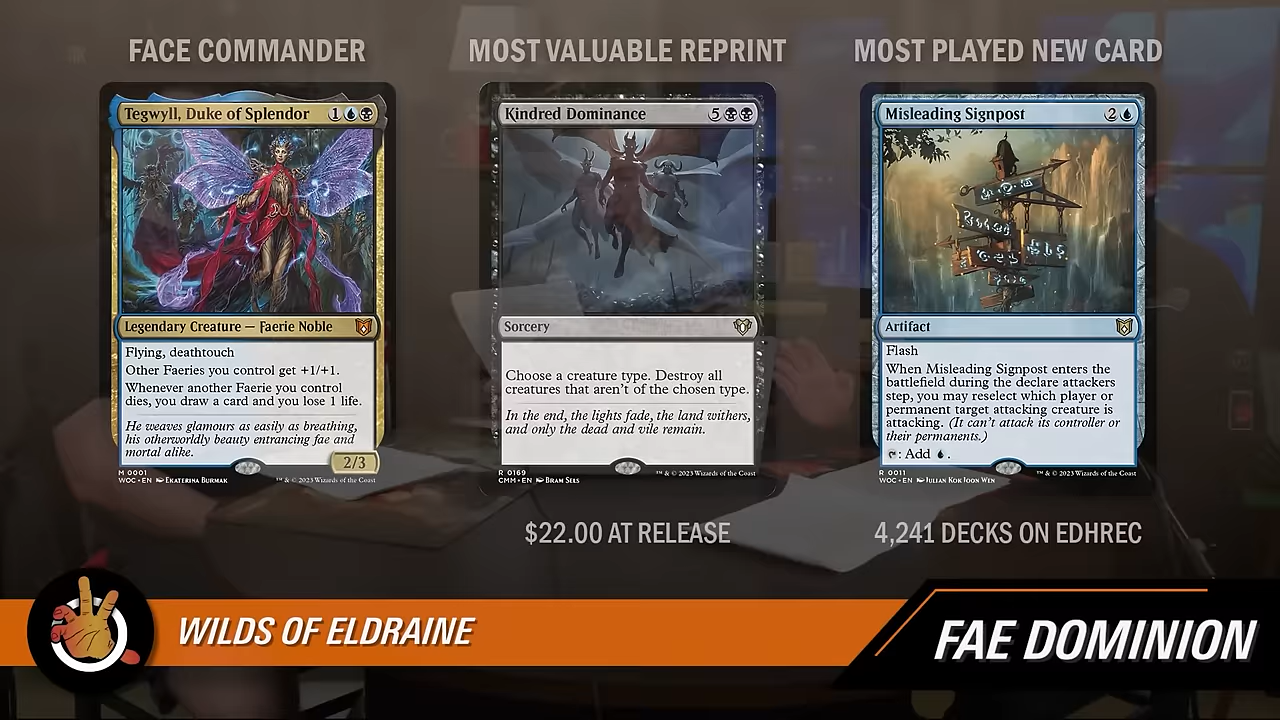 FACE COMMANDER
MOST VALUABLE REPRINT
MOST PLAYED NEW CARD
Tegwyll, Duke of Splendor 1
Legendary Creature — Faerie Noble
Flying, deathtouch
Other Faeries you control get +1/+1.
Whenever another Faerie you control
dies, you draw a card and you lose 1 life.
He weaves glamours as easily as breathing,
his otherworldly beauty entrancing fae and
mortal alike.
2/3
M 0001
WOC • EN EKATERINA BURMAK
™ & © 2023 Wizards of the Coast
Kindred Dominance 5
Sorcery
Choose a creature type. Destroy all
creatures that aren't of the chosen type.
In the end, the lights fade, the land withers,
and only the dead and vile remain.
R 0169
CMM • EN BRAM SELS
™ & © 2023 Wizards of the Coast
Misleading Signpost 2
Artifact
Flash
When Misleading Signpost enters the
battlefield during the declare attackers
step, you may reselect which player or
permanent target attacking creature is
attacking. (It can't attack its controller or
their permanents.)
: Add .
R 0011
WOC • EN JULIAN KOK JOON WEN
™ & © 2023 Wizards of the Coast
$22.00 AT RELEASE
4,241 DECKS ON EDHREC
WILDS OF ELDRAINE
FAE DOMINION